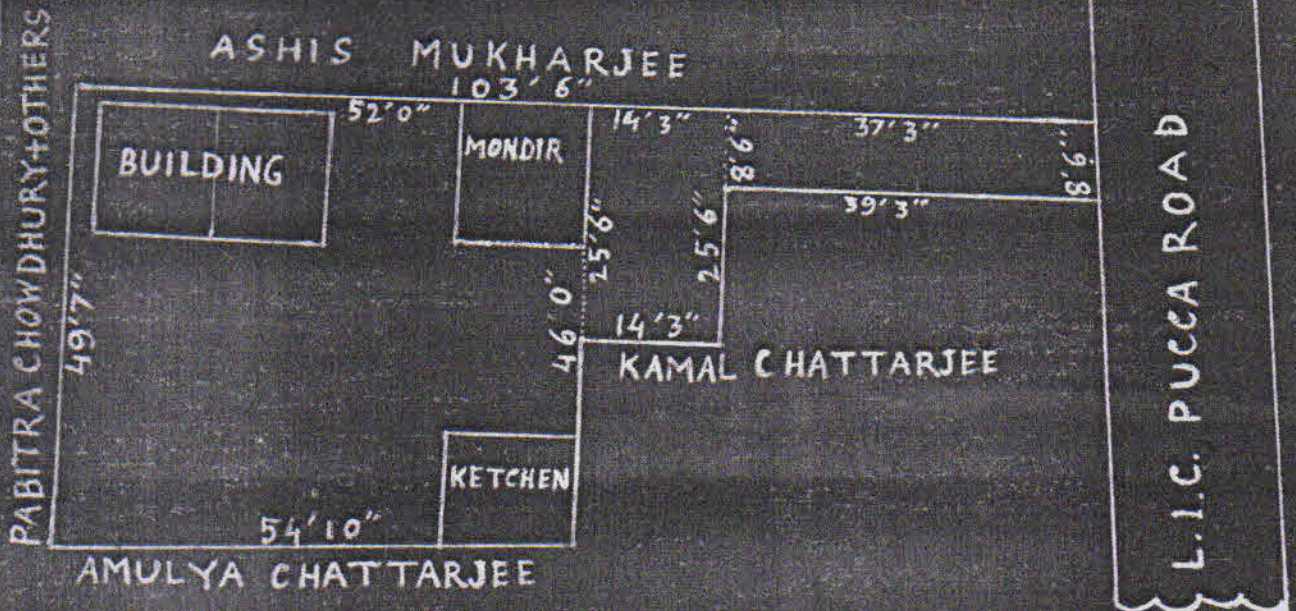 PABITRA CHOWDHURY+OTHERS
ASHIS MUKHARJEE
103'6"
52'0"
14'3"
37'3"
BUILDING
MONDIR
8'6"
8'6"
39'3"
25'6"
25'6"
49'7"
46'0"
14'3"
KAMAL CHATTARJEE
L.I.C. PUCCA ROAD
KETCHEN
54'10"
AMULYA CHATTARJEE